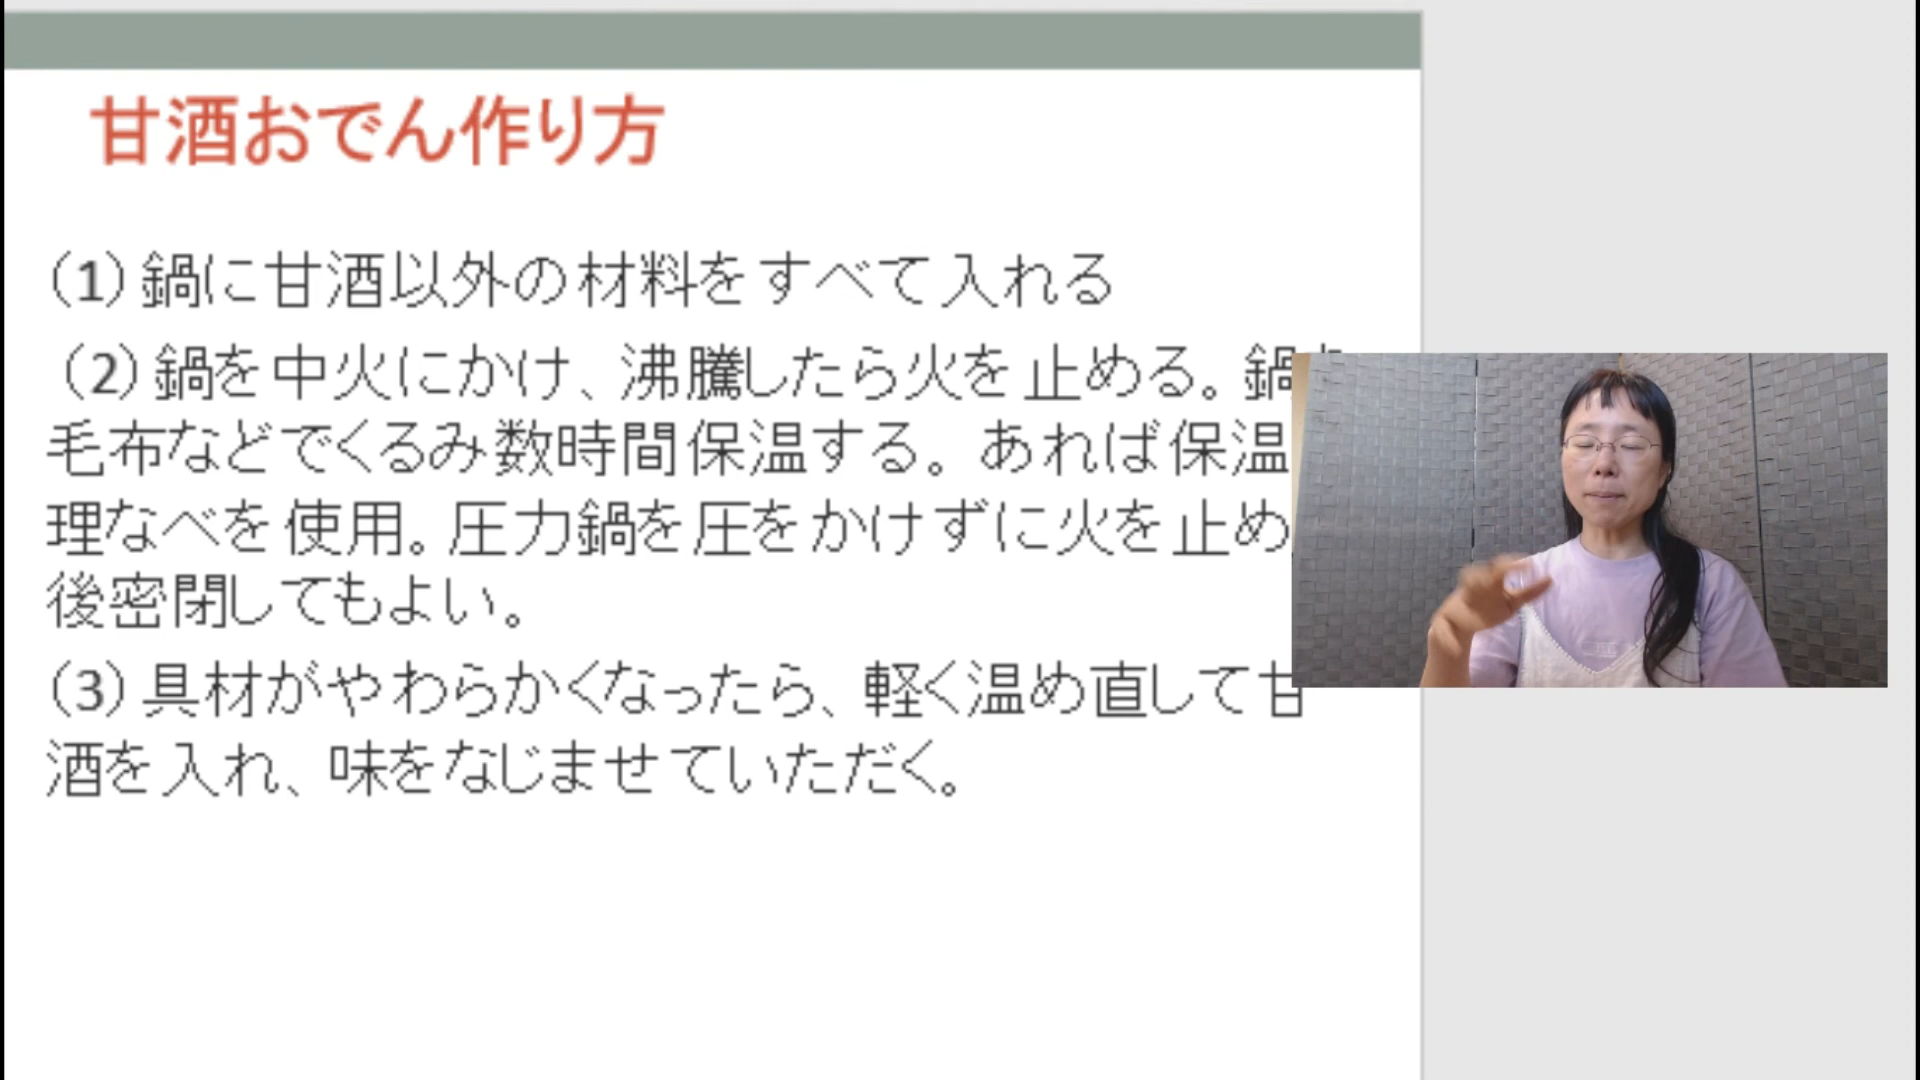 甘酒おでん作り方
（1）鍋に甘酒以外の材料をすべて入れる
（2）鍋を中火にかけ、沸騰したら火を止める。鍋
毛布などでくるみ数時間保温する。あれば保温
理なべを使用。圧力鍋を圧をかけずに火を止め
後密閉してもよい。
（3）具材がやわらかくなったら、軽く温め直して甘
酒を入れ、味をなじませていただく。